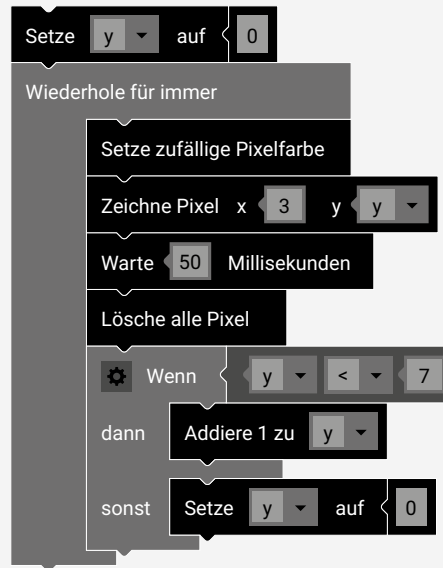 Setze y auf 0
Wiederhole für immer
Setze zufällige Pixelfarbe
Zeichne Pixel x 3 y y
Warte 50 Millisekunden
Lösche alle Pixel
Wenn y < 7
dann Addiere 1 zu y
sonst Setze y auf 0